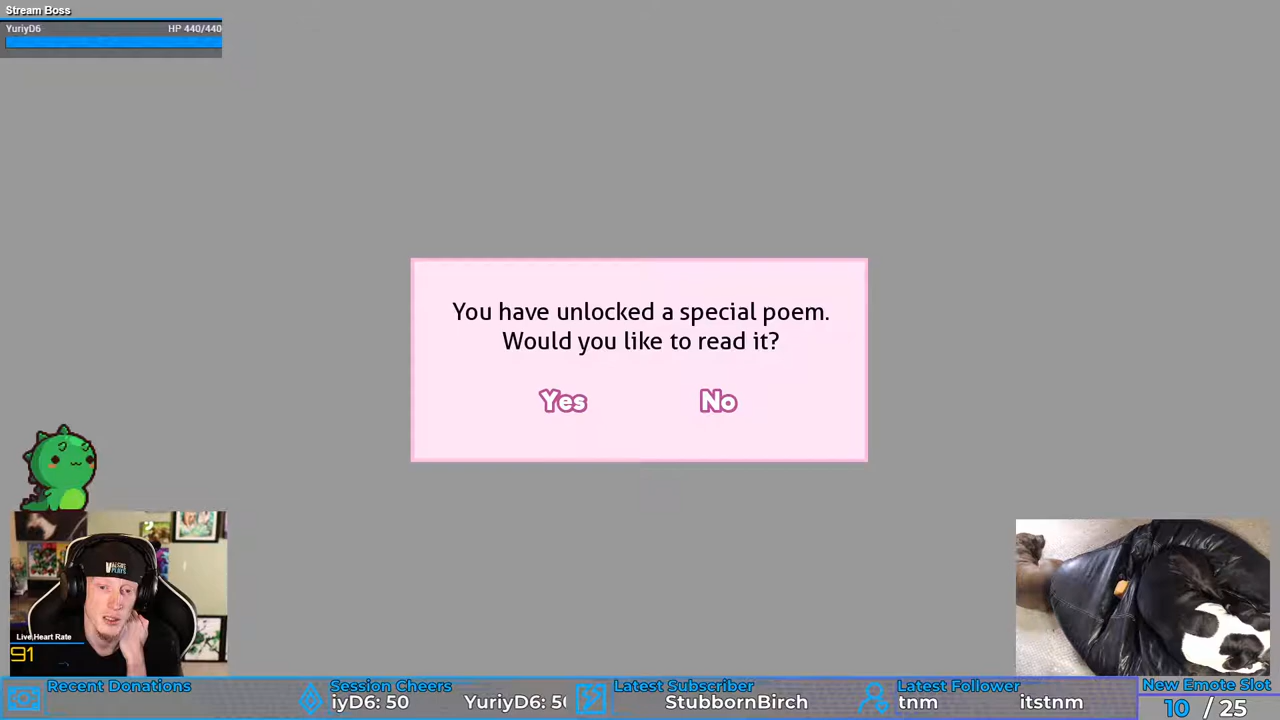 Stream Boss
YuriyD6 HP 440/440
You have unlocked a special poem.
Would you like to read it?
Yes No
Live Heart Rate
91
Recent Donations
Session Cheers
iyD6: 50 YuriyD6: 50
Latest Subscriber
StubbornBirch
Latest Follower
tnm itstnm
New Emote Slot
10 / 25